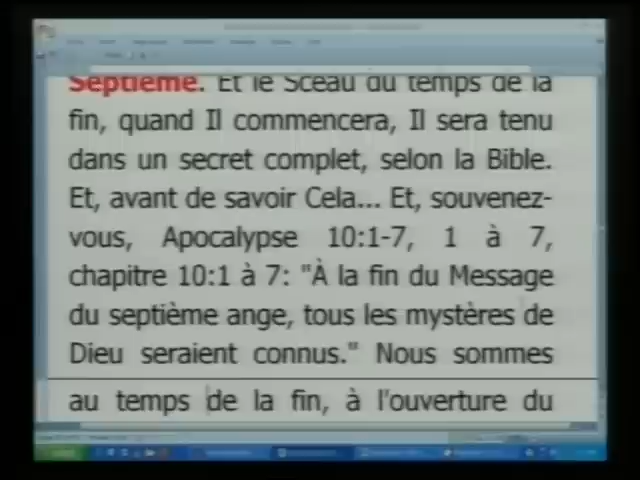 Septième. Et le Sceau du temps de la
fin, quand Il commencera, Il sera tenu
dans un secret complet, selon la Bible.
Et, avant de savoir Cela... Et, souvenez-
vous, Apocalypse 10:1-7, 1 à 7,
chapitre 10:1 à 7: "À la fin du Message
du septième ange, tous les mystères de
Dieu seraient connus." Nous sommes
au temps de la fin, à l'ouverture du